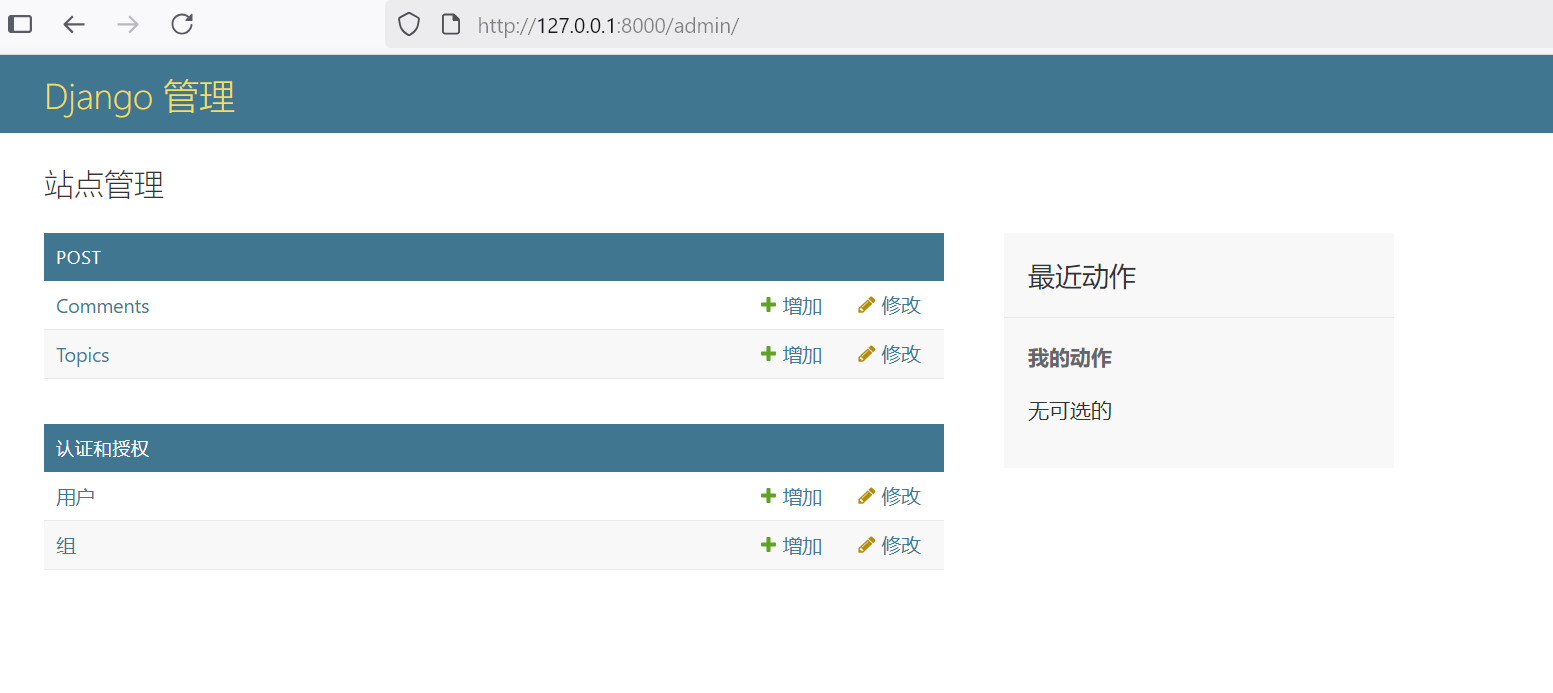 http://127.0.0.1:8000/admin/
Django 管理
站点管理
POST
Comments 增加 修改
Topics 增加 修改
认证和授权
用户 增加 修改
组 增加 修改
最近动作
我的动作
无可选的